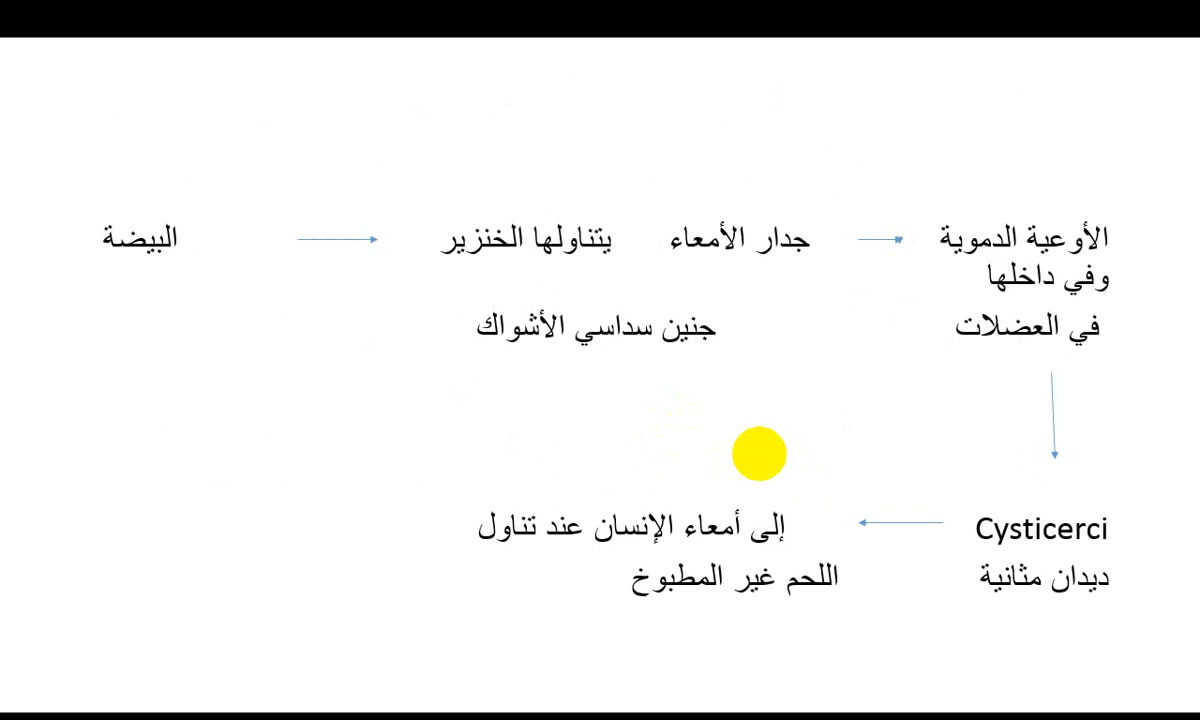 البيضة
يتناولها الخنزير
جدار الأمعاء
الأوعية الدموية
وفي داخلها
جنين سداسي الأشواك
في العضلات
Cysticerci
ديدان مثانية
إلى أمعاء الإنسان عند تناول
اللحم غير المطبوخ